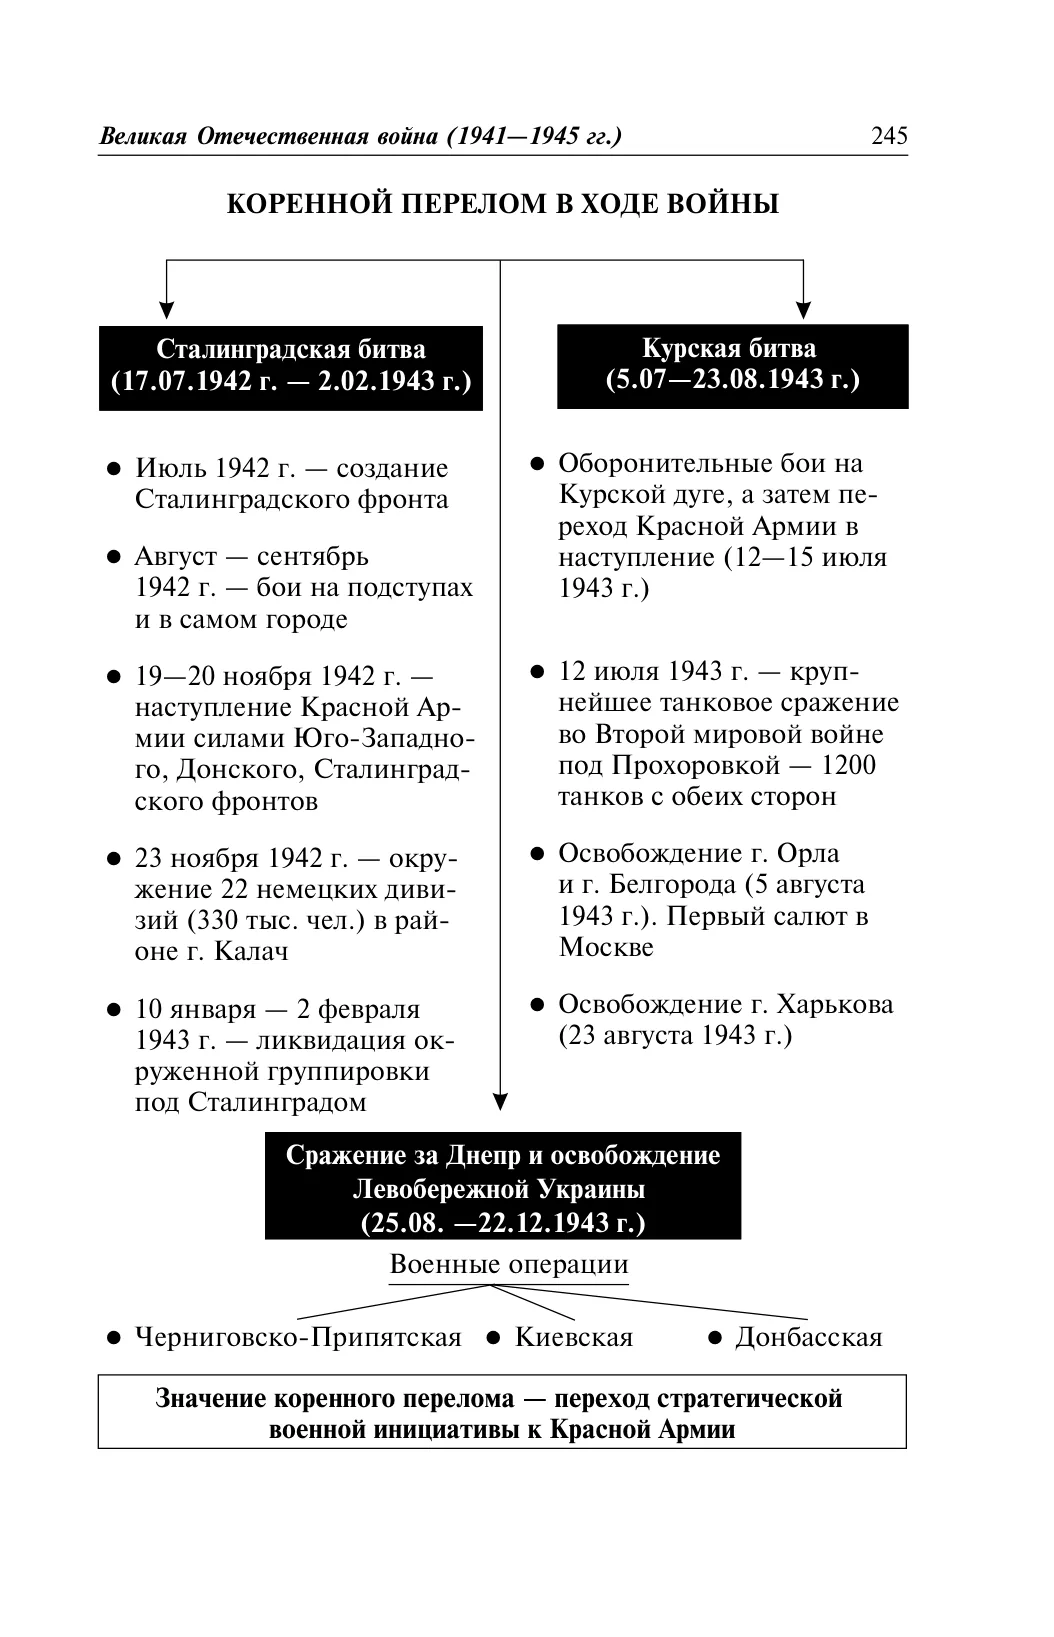 Великая Отечественная война (1941—1945 гг.) 245
КОРЕННОЙ ПЕРЕЛОМ В ХОДЕ ВОЙНЫ
Сталинградская битва
(17.07.1942 г. — 2.02.1943 г.)
● Июль 1942 г. — создание
Сталинградского фронта
● Август — сентябрь
1942 г. — бои на подступах
и в самом городе
● 19—20 ноября 1942 г. —
наступление Красной Ар-
мии силами Юго-Западно-
го, Донского, Сталинград-
ского фронтов
● 23 ноября 1942 г. — окру-
жение 22 немецких диви-
зий (330 тыс. чел.) в рай-
оне г. Калач
● 10 января — 2 февраля
1943 г. — ликвидация ок-
руженной группировки
под Сталинградом
Курская битва
(5.07—23.08.1943 г.)
● Оборонительные бои на
Курской дуге, а затем пе-
реход Красной Армии в
наступление (12—15 июля
1943 г.)
● 12 июля 1943 г. — круп-
нейшее танковое сражение
во Второй мировой войне
под Прохоровкой — 1200
танков с обеих сторон
● Освобождение г. Орла
и г. Белгорода (5 августа
1943 г.). Первый салют в
Москве
● Освобождение г. Харькова
(23 августа 1943 г.)
Сражение за Днепр и освобождение
Левобережной Украины
(25.08. —22.12.1943 г.)
Военные операции
● Черниговско-Припятская ● Киевская ● Донбасская
Значение коренного перелома — переход стратегической
военной инициативы к Красной Армии